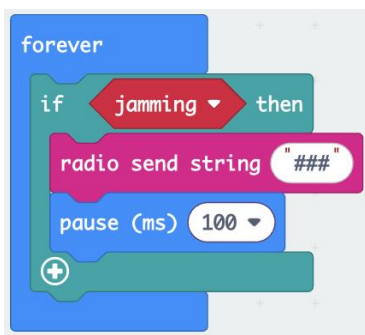 forever
if jamming then
radio send string "###"
pause (ms) 100